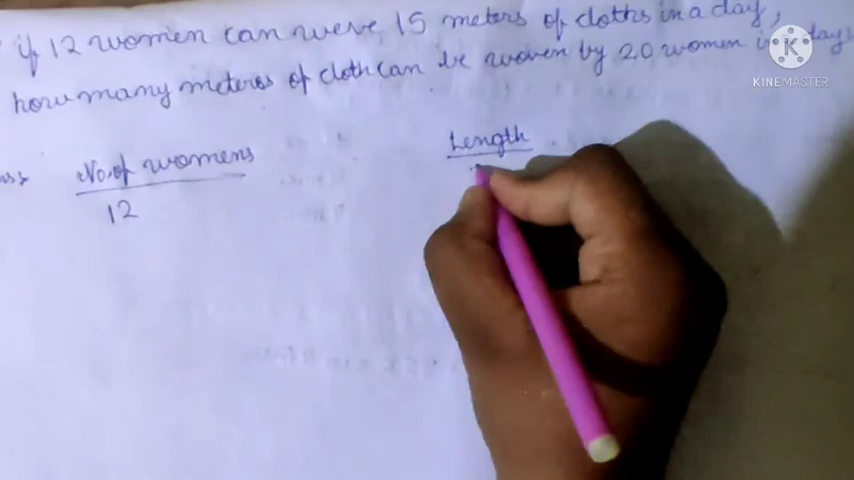 if 12 women can weve 15 meters of cloths in a day,
how many meteros of cloth can be woven by 20 women in day?
No. of womens
Length
12
KINEMASTER